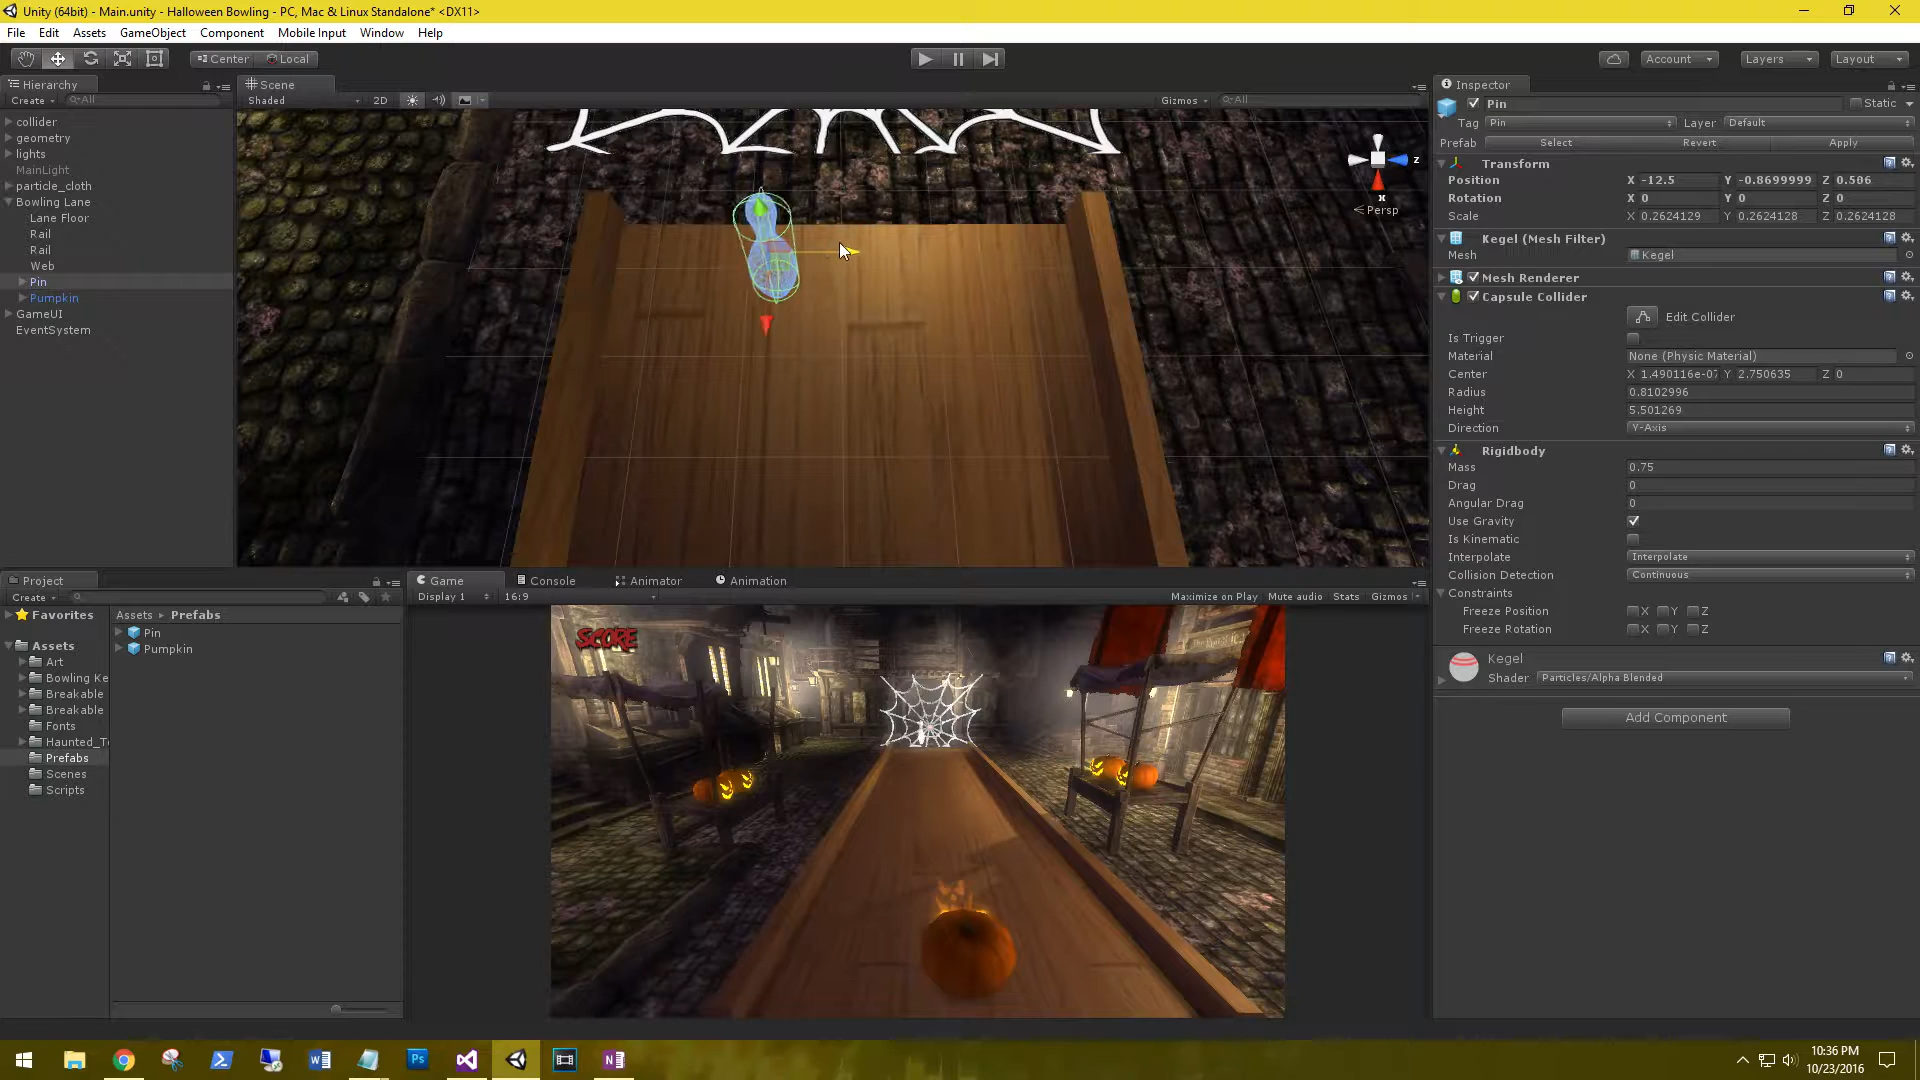 Unity (64bit) - Main.unity - Halloween Bowling - PC, Mac & Linux Standalone* <DX11>
File Edit Assets GameObject Component Mobile Input Window Help
Center Local Account Layers Layout
Hierarchy
Create All
collider
geometry
lights
MainLight
particle_cloth
Bowling Lane
Lane Floor
Rail
Rail
Web
Pin
Pumpkin
GameUI
EventSystem
Scene
Shaded 2D Gizmos All
z
x
Persp
Inspector
Pin Static
Tag Pin Layer Default
Prefab Select Revert Apply
Transform
Position X -12.5 Y -0.8699999 Z 0.506
Rotation X 0 Y 0 Z 0
Scale X 0.2624129 Y 0.2624128 Z 0.2624128
Kegel (Mesh Filter)
Mesh Kegel
Mesh Renderer
Capsule Collider
Edit Collider
Is Trigger
Material None (Physic Material)
Center X 1.490116e-07 Y 2.750635 Z 0
Radius 0.8102996
Height 5.501269
Direction Y-Axis
Rigidbody
Mass 0.75
Drag 0
Angular Drag 0
Use Gravity
Is Kinematic
Interpolate Interpolate
Collision Detection Continuous
Constraints
Freeze Position X Y Z
Freeze Rotation X Y Z
Kegel
Shader Particles/Alpha Blended
Add Component
Project
Create
Favorites
Assets
Art
Bowling Ke
Breakable
Breakable
Fonts
Haunted_T
Prefabs
Scenes
Scripts
Assets Prefabs
Pin
Pumpkin
Game Console Animator Animation
Display 1 16:9 Maximize on Play Mute audio Stats Gizmos
SCORE
10:36 PM
10/23/2016